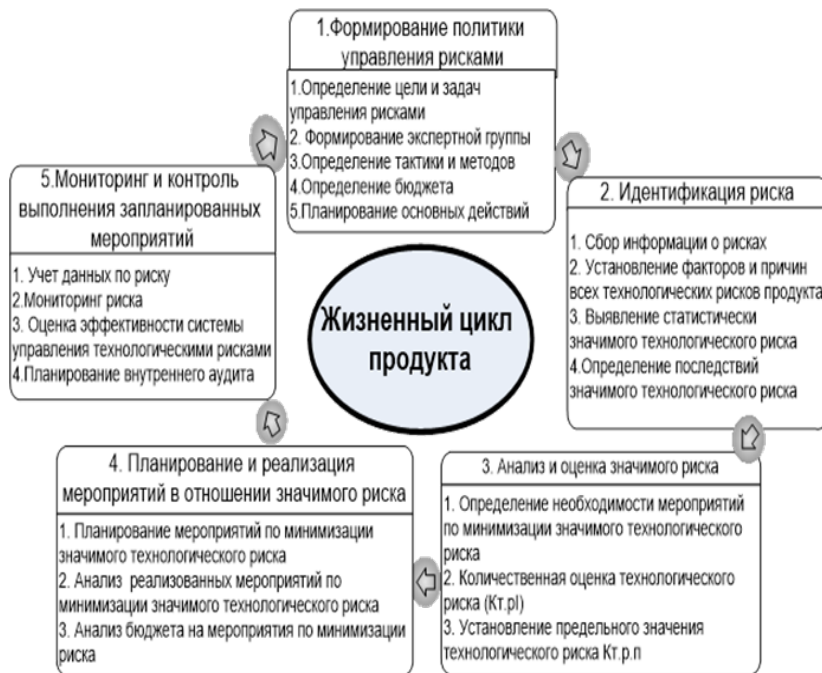 1.Формирование политики
управления рисками
1.Определение цели и задач
управления рисками
2. Формирование экспертной группы
3.Определение тактики и методов
4.Определение бюджета
5.Планирование основных действий
2. Идентификация риска
1. Сбор информации о рисках
2. Установление факторов и причин
всех технологических рисков продукта
3. Выявление статистически
значимого технологического риска
4.Определение последствий
значимого технологического риска
3. Анализ и оценка значимого риска
1. Определение необходимости мероприятий
по минимизации значимого технологического
риска
2. Количественная оценка технологического
риска (Кт.рI)
3. Установление предельного значения
технологического риска Кт.р.п
4. Планирование и реализация
мероприятий в отношении значимого риска
1. Планирование мероприятий по минимизации
значимого технологического риска
2. Анализ реализованных мероприятий по
минимизации значимого технологического риска
3. Анализ бюджета на мероприятия по минимизации
риска
5.Мониторинг и контроль
выполнения запланированных
мероприятий
1. Учет данных по риску
2.Мониторинг риска
3. Оценка эффективности системы
управления технологическими рисками
4.Планирование внутреннего аудита
Жизненный цикл
продукта